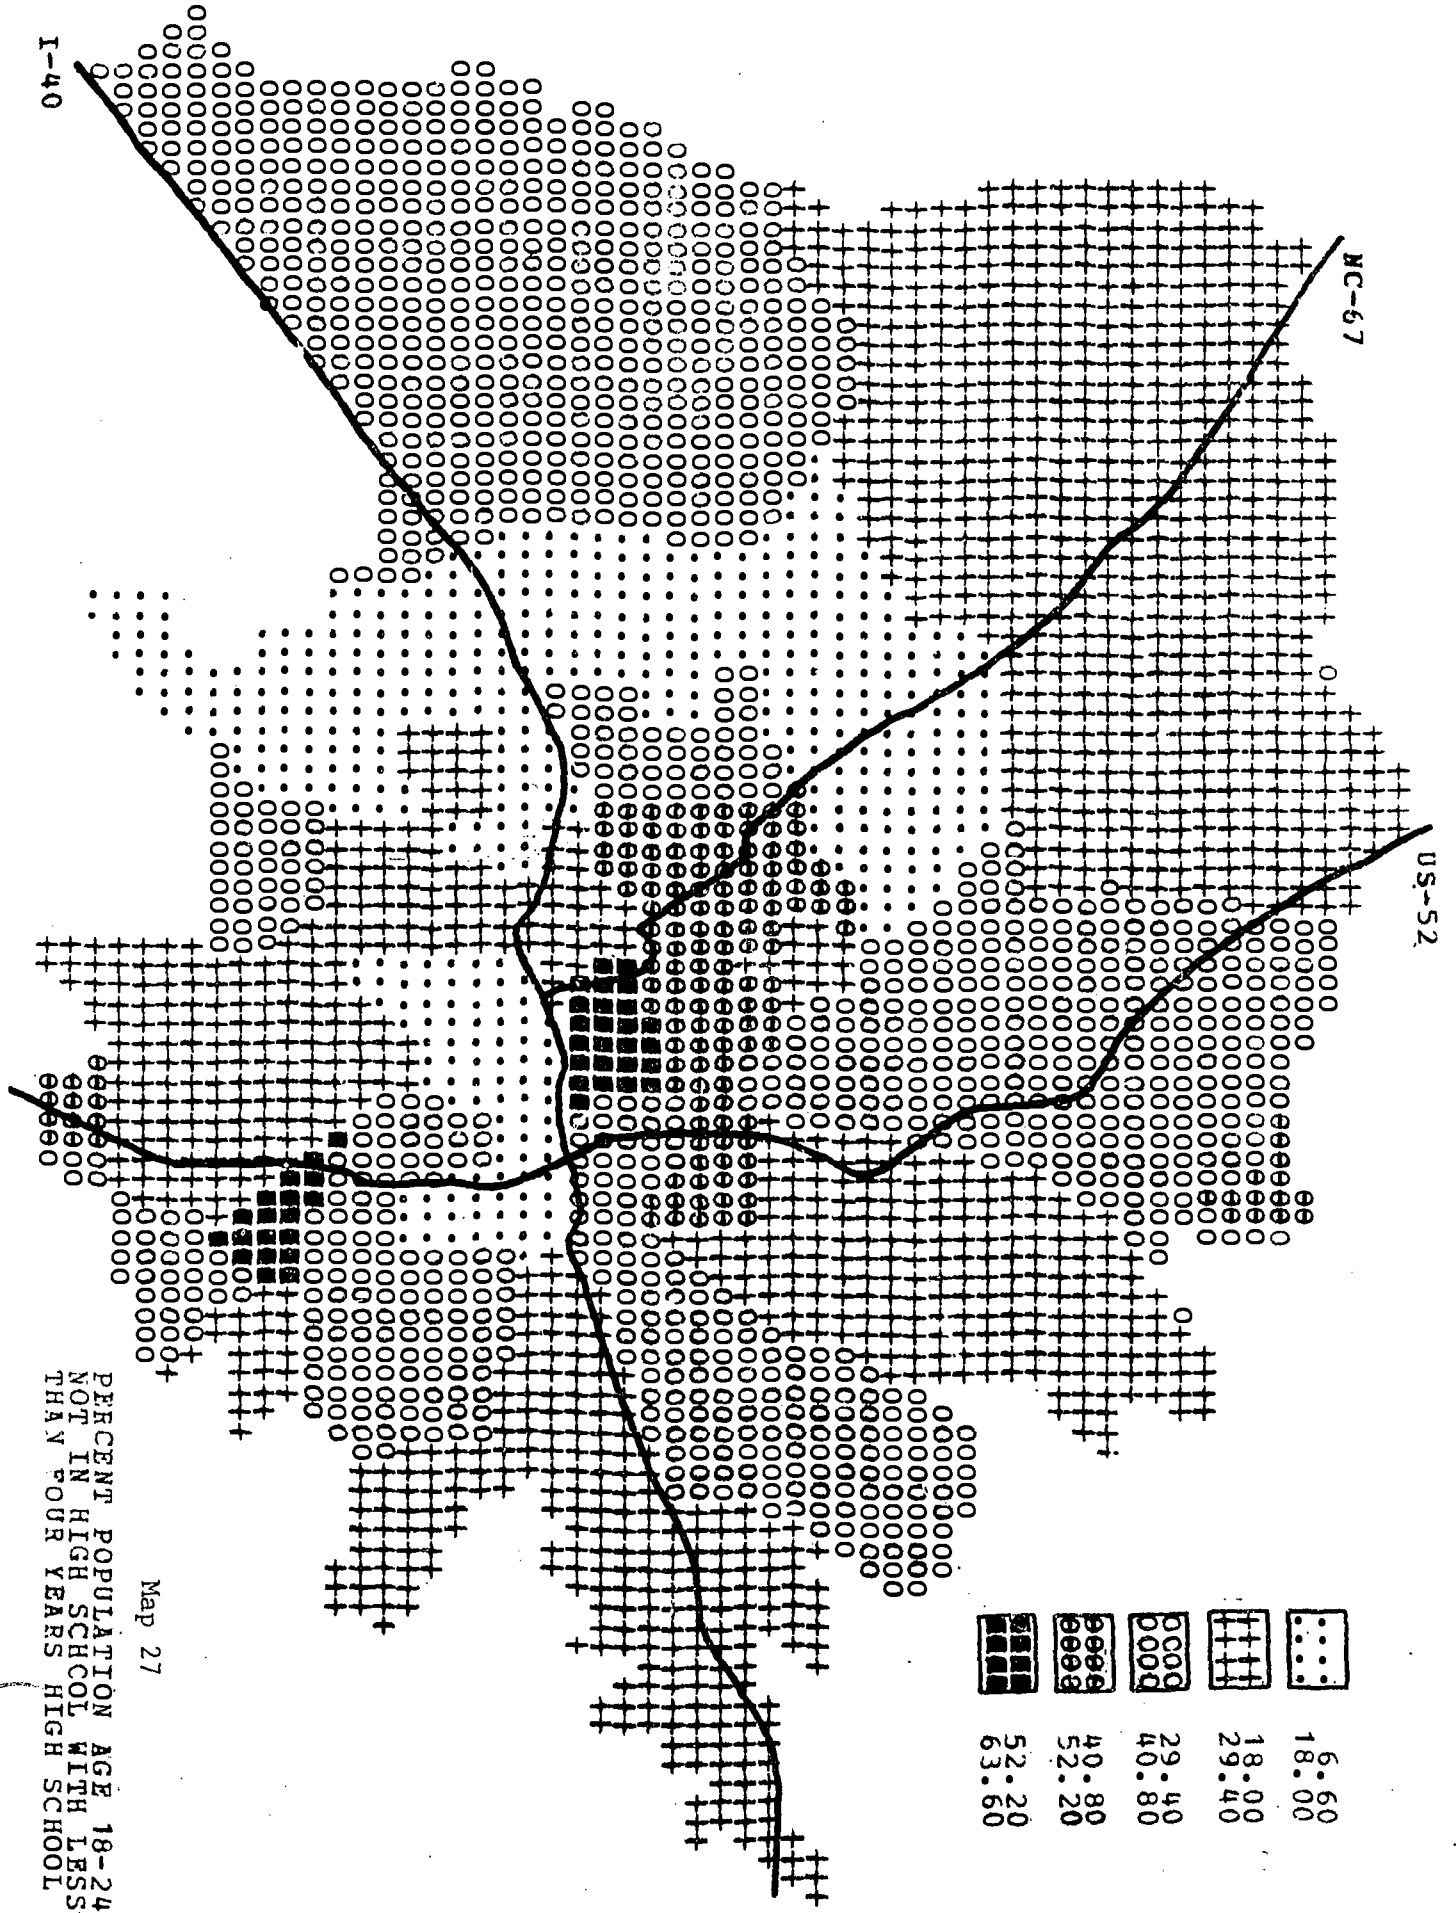 I-40
NC-67
US-52
6.60
18.00
18.00
29.40
29.40
40.80
40.80
52.20
52.20
63.60
Map 27
PERCENT POPULATION AGE 18-24
NOT IN HIGH SCHOOL WITH LESS
THAN FOUR YEARS HIGH SCHOOL